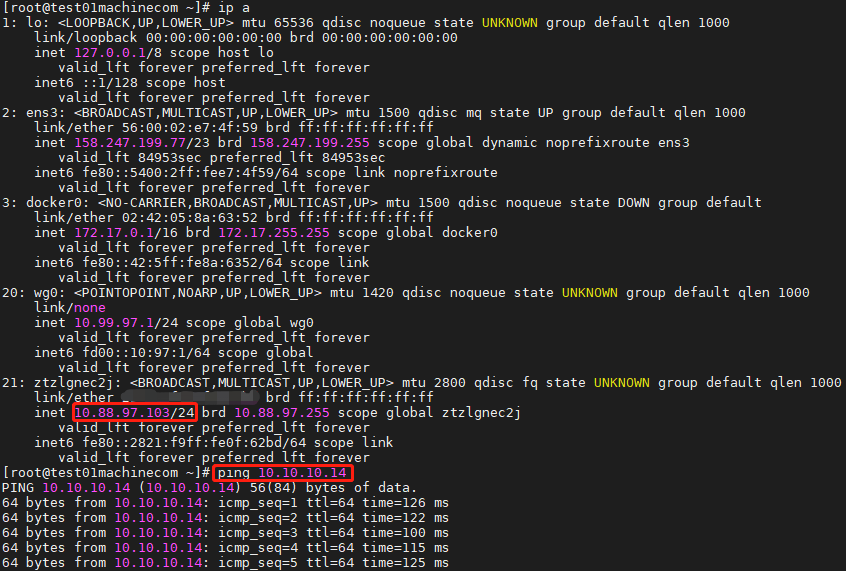 [root@test01machinecom ~]# ip a
1: lo: <LOOPBACK,UP,LOWER_UP> mtu 65536 qdisc noqueue state UNKNOWN group default qlen 1000
    link/loopback 00:00:00:00:00:00 brd 00:00:00:00:00:00
    inet 127.0.0.1/8 scope host lo
       valid_lft forever preferred_lft forever
    inet6 ::1/128 scope host
       valid_lft forever preferred_lft forever
2: ens3: <BROADCAST,MULTICAST,UP,LOWER_UP> mtu 1500 qdisc mq state UP group default qlen 1000
    link/ether 56:00:02:e7:4f:59 brd ff:ff:ff:ff:ff:ff
    inet 158.247.199.77/23 brd 158.247.199.255 scope global dynamic noprefixroute ens3
       valid_lft 84953sec preferred_lft 84953sec
    inet6 fe80::5400:2ff:fee7:4f59/64 scope link noprefixroute
       valid_lft forever preferred_lft forever
3: docker0: <NO-CARRIER,BROADCAST,MULTICAST,UP> mtu 1500 qdisc noqueue state DOWN group default
    link/ether 02:42:05:8a:63:52 brd ff:ff:ff:ff:ff:ff
    inet 172.17.0.1/16 brd 172.17.255.255 scope global docker0
       valid_lft forever preferred_lft forever
    inet6 fe80::42:5ff:fe8a:6352/64 scope link
       valid_lft forever preferred_lft forever
20: wg0: <POINTOPOINT,NOARP,UP,LOWER_UP> mtu 1420 qdisc noqueue state UNKNOWN group default qlen 1000
    link/none
    inet 10.99.97.1/24 scope global wg0
       valid_lft forever preferred_lft forever
    inet6 fd00::10:97:1/64 scope global
       valid_lft forever preferred_lft forever
21: ztzlgnec2j: <BROADCAST,MULTICAST,UP,LOWER_UP> mtu 2800 qdisc fq state UNKNOWN group default qlen 1000
    link/ether brd ff:ff:ff:ff:ff:ff
    inet 10.88.97.103/24 brd 10.88.97.255 scope global ztzlgnec2j
       valid_lft forever preferred_lft forever
    inet6 fe80::2821:f9ff:fe0f:62bd/64 scope link
       valid_lft forever preferred_lft forever
[root@test01machinecom ~]# ping 10.10.10.14
PING 10.10.10.14 (10.10.10.14) 56(84) bytes of data.
64 bytes from 10.10.10.14: icmp_seq=1 ttl=64 time=126 ms
64 bytes from 10.10.10.14: icmp_seq=2 ttl=64 time=122 ms
64 bytes from 10.10.10.14: icmp_seq=3 ttl=64 time=100 ms
64 bytes from 10.10.10.14: icmp_seq=4 ttl=64 time=115 ms
64 bytes from 10.10.10.14: icmp_seq=5 ttl=64 time=125 ms